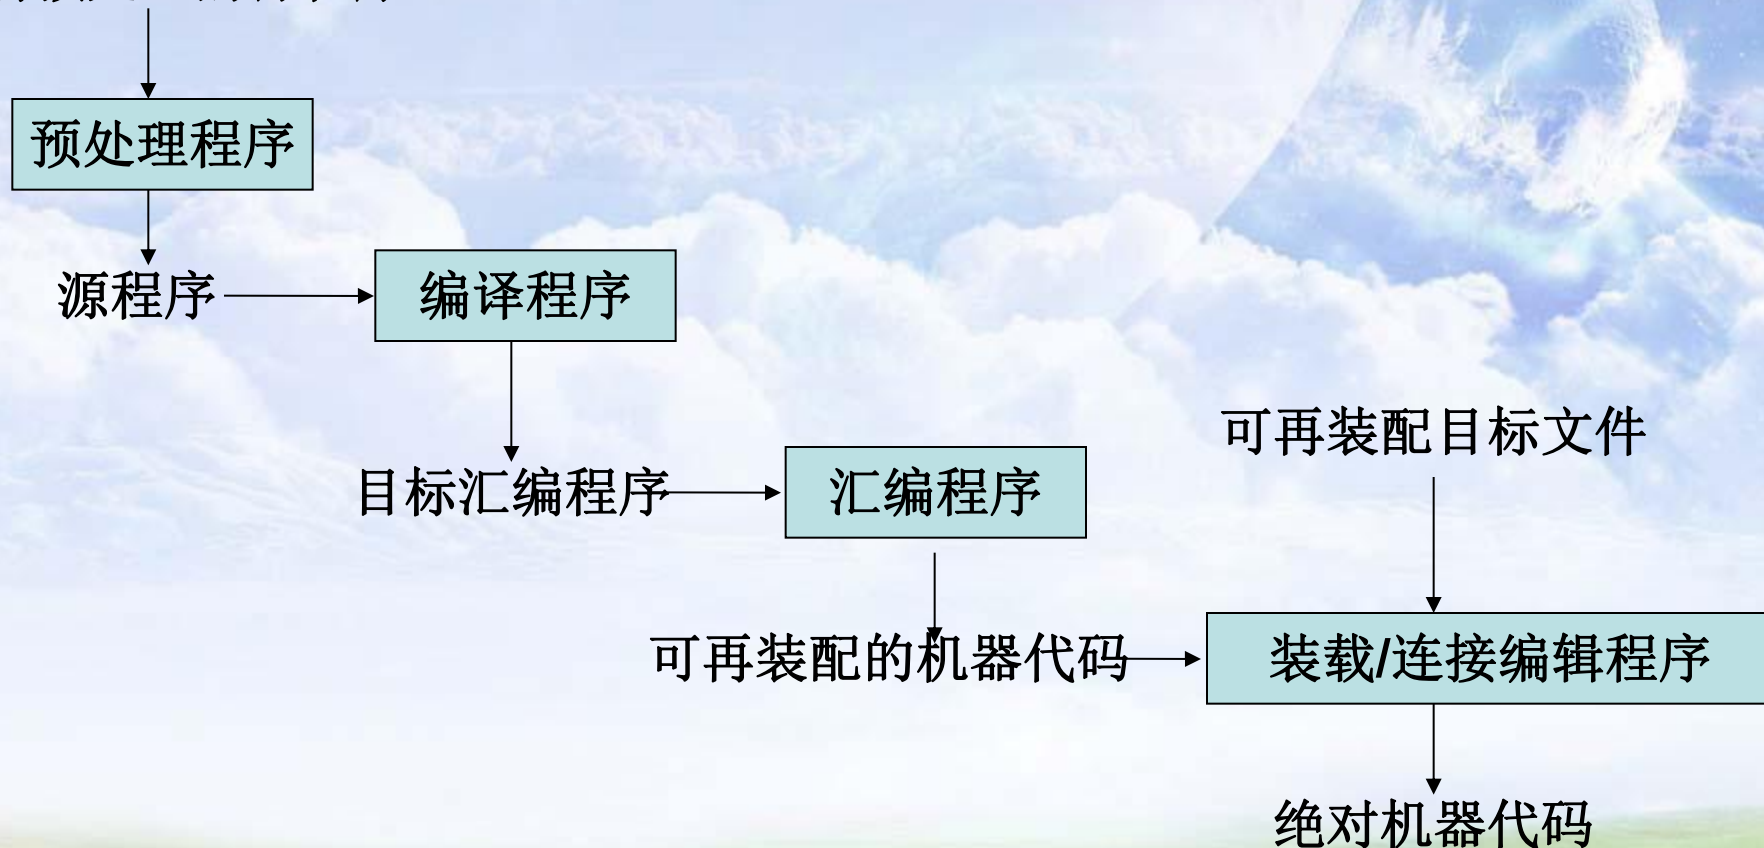 预处理程序
源程序
编译程序
目标汇编程序
汇编程序
可再装配目标文件
可再装配的机器代码
装载/连接编辑程序
绝对机器代码